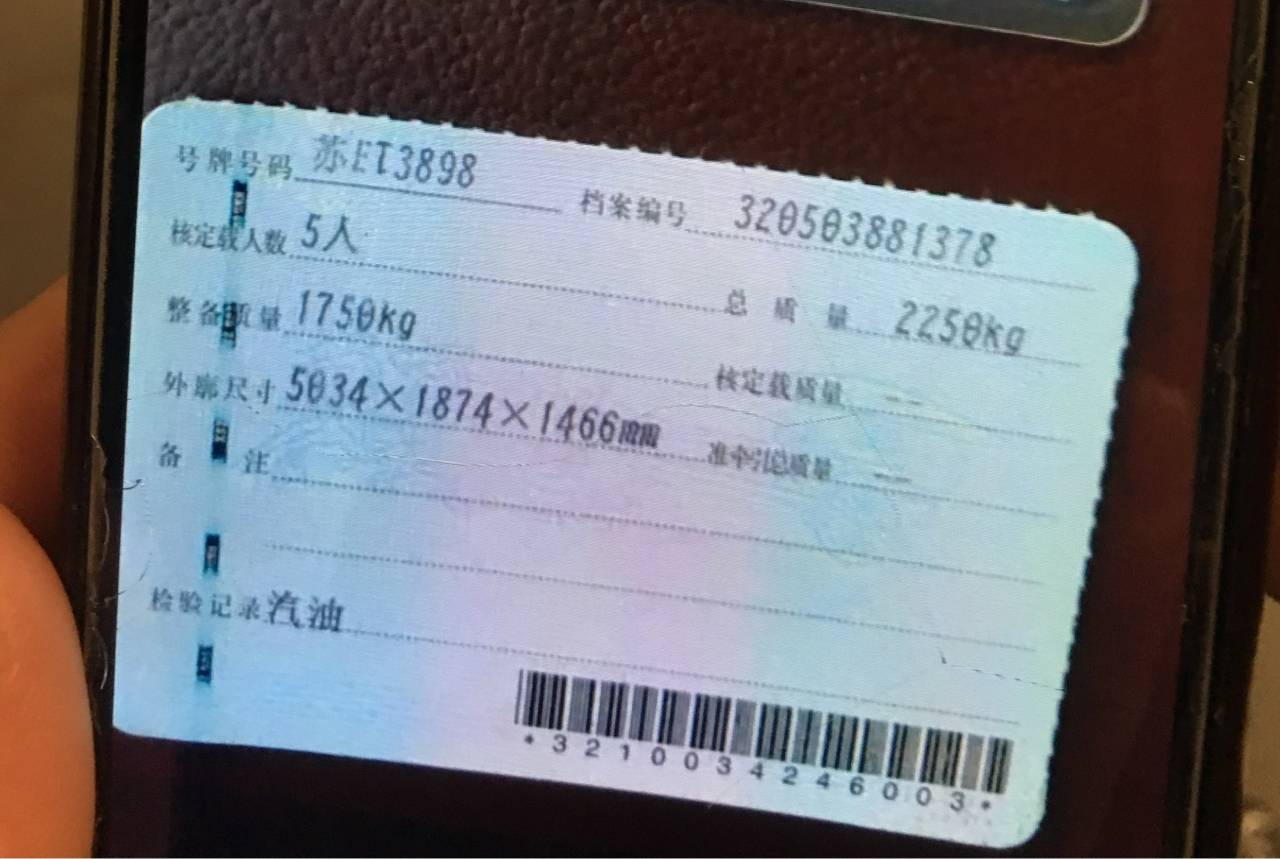 号牌号码 苏ET3898 档案编号 320503881378
核定载人数 5人 总质量 2250kg
整备质量 1750kg 核定载质量 --
外廓尺寸 5034×1874×1466mm 准牵引总质量 --
备注
检验记录 汽油
*3210034246003*